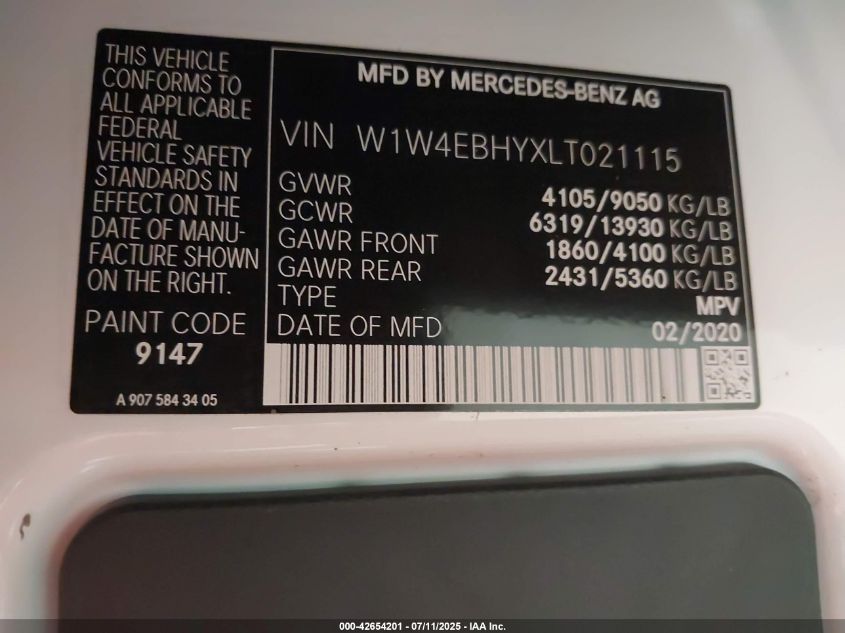 THIS VEHICLE
CONFORMS TO
ALL APPLICABLE
FEDERAL
VEHICLE SAFETY
STANDARDS IN
EFFECT ON THE
DATE OF MANU-
FACTURE SHOWN
ON THE RIGHT.
PAINT CODE
9147
A 907 584 34 05
MFD BY MERCEDES-BENZ AG
VIN W1W4EBHYXLT021115
GVWR 4105/9050 KG/LB
GCWR 6319/13930 KG/LB
GAWR FRONT 1860/4100 KG/LB
GAWR REAR 2431/5360 KG/LB
TYPE MPV
DATE OF MFD 02/2020
000-42654201 - 07/11/2025 - IAA Inc.